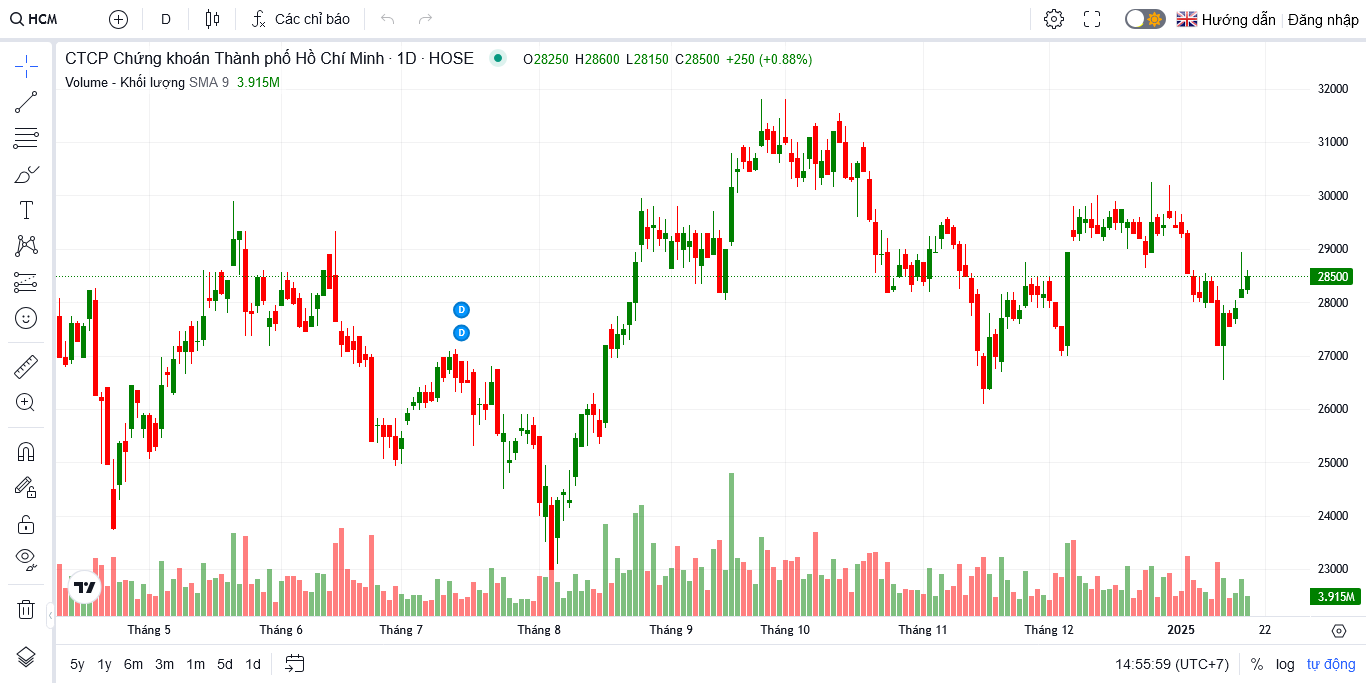 HCM D Các chỉ báo Hướng dẫn Đăng nhập
CTCP Chứng khoán Thành phố Hồ Chí Minh · 1D · HOSE O28250 H28600 L28150 C28500 +250 (+0.88%)
Volume - Khối lượng SMA 9 3.915M
32000
31000
30000
29000
28500
28000
D
D
27000
26000
25000
24000
23000
3.915M
Tháng 5 Tháng 6 Tháng 7 Tháng 8 Tháng 9 Tháng 10 Tháng 11 Tháng 12 2025 22
5y 1y 6m 3m 1m 5d 1d 14:55:59 (UTC+7) % log tự động